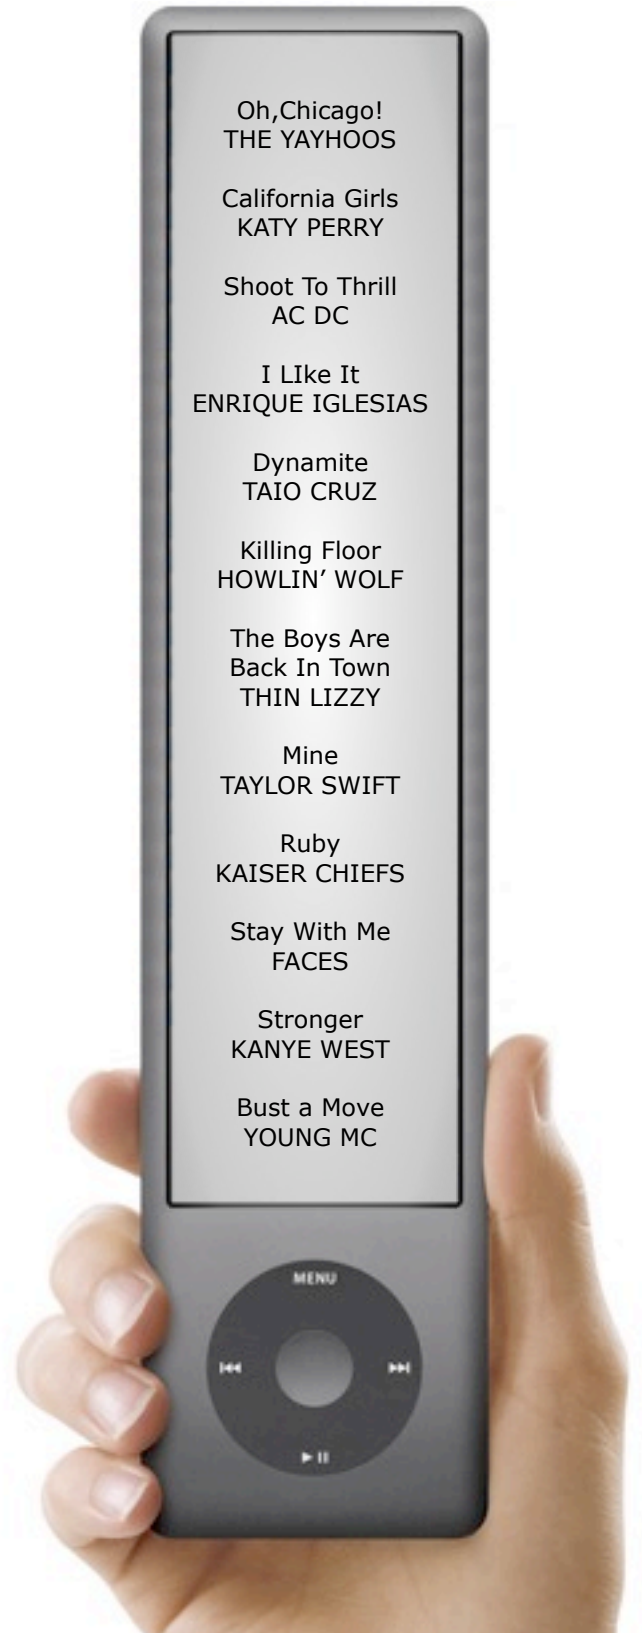 Oh,Chicago!
THE YAYHOOS
California Girls
KATY PERRY
Shoot To Thrill
AC DC
I LIke It
ENRIQUE IGLESIAS
Dynamite
TAIO CRUZ
Killing Floor
HOWLIN’ WOLF
The Boys Are
Back In Town
THIN LIZZY
Mine
TAYLOR SWIFT
Ruby
KAISER CHIEFS
Stay With Me
FACES
Stronger
KANYE WEST
Bust a Move
YOUNG MC
MENU